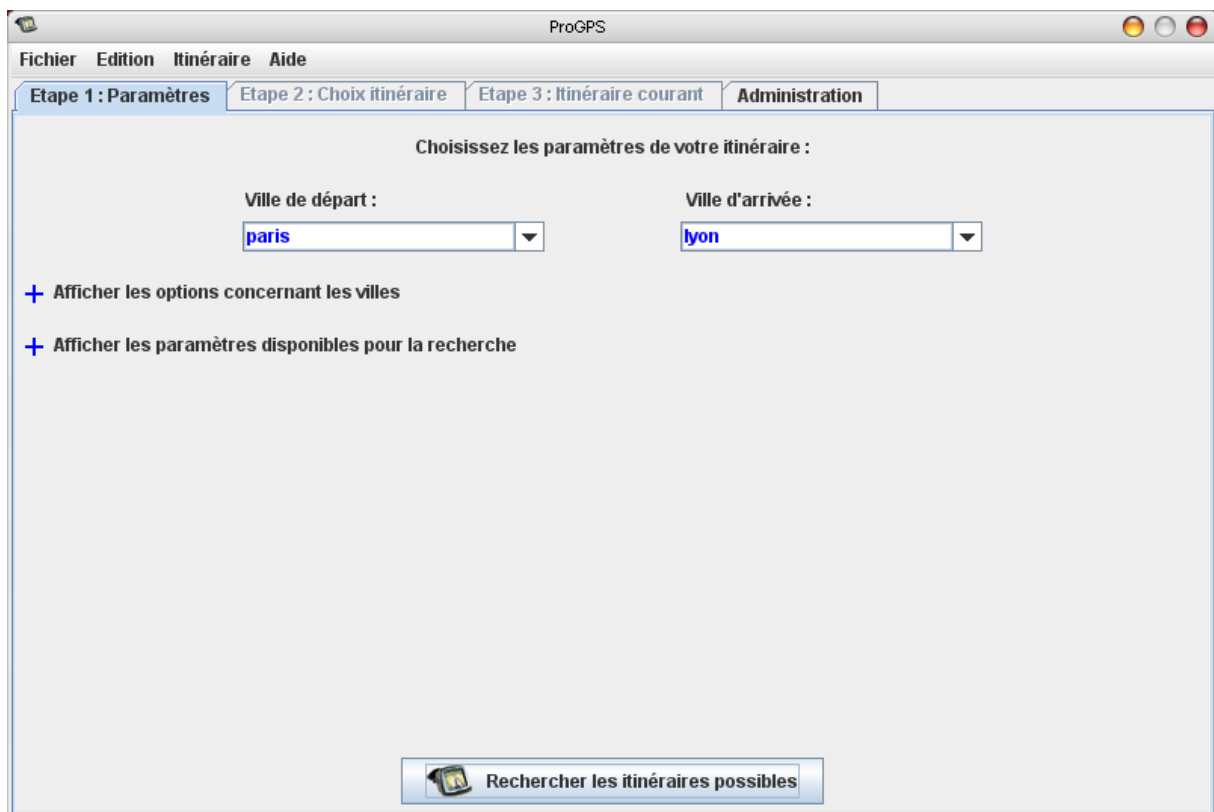 ProGPS
Fichier Edition Itinéraire Aide
Etape 1 : Paramètres Etape 2 : Choix itinéraire Etape 3 : Itinéraire courant Administration
Choisissez les paramètres de votre itinéraire :
Ville de départ : Ville d'arrivée :
paris lyon
+ Afficher les options concernant les villes
+ Afficher les paramètres disponibles pour la recherche
Rechercher les itinéraires possibles